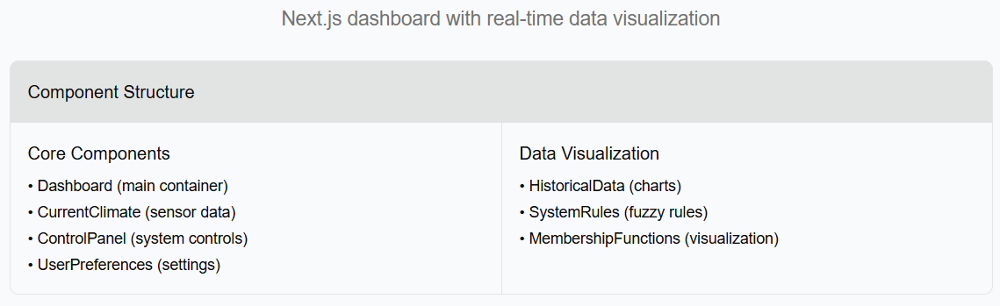 Next.js dashboard with real-time data visualization
Component Structure
Core Components
• Dashboard (main container)
• CurrentClimate (sensor data)
• ControlPanel (system controls)
• UserPreferences (settings)
Data Visualization
• HistoricalData (charts)
• SystemRules (fuzzy rules)
• MembershipFunctions (visualization)